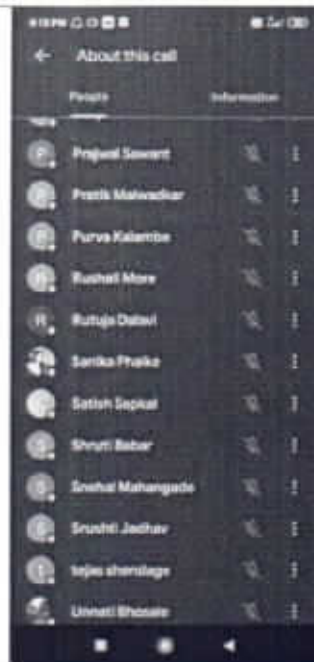 About this call
People Information
Prajwal Sawant
Pratik Malwadkar
Purva Kalambe
Rushali More
Rutuja Dalavi
Sanika Phalke
Satish Sapkal
Shruti Babar
Snehal Mahangade
Srushti Jadhav
tejas shendage
Unnati Bhosale